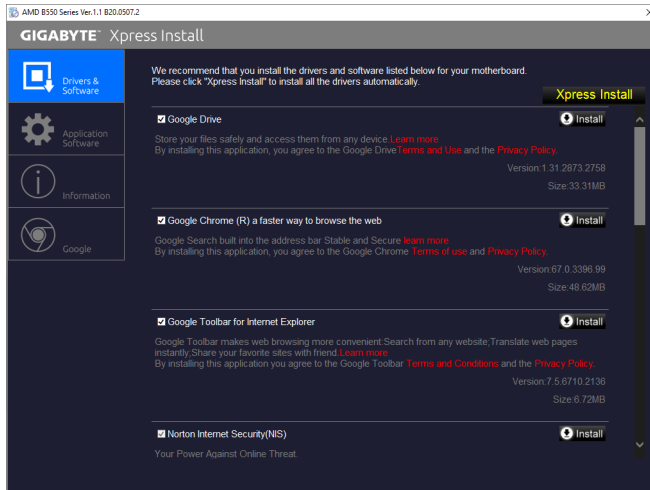 AMD B550 Series Ver.1.1 B20.0507.2
GIGABYTE™ Xpress Install
Drivers &
Software
Application
Software
Information
Google
We recommend that you install the drivers and software listed below for your motherboard.
Please click "Xpress Install" to install all the drivers automatically.
Xpress Install
Google Drive
Install
Store your files safely and access them from any device.Learn more
By installing this application, you agree to the Google DriveTerms and Use and the Privacy Policy.
Version:1.31.2873.2758
Size:33.31MB
Google Chrome (R) a faster way to browse the web
Install
Google Search built into the address bar Stable and Secure learn more
By installing this application, you agree to the Google Chrome Terms of use and Privacy Policy.
Version:67.0.3396.99
Size:48.62MB
Google Toolbar for Internet Explorer
Install
Google Toolbar makes web browsing more convenient.Search from any website;Translate web pages
instantly;Share your favorite sites with friend.Learn more
By installing this application you agree to the Google Toolbar Terms and Conditions and the Privacy Policy.
Version:7.5.6710.2136
Size:6.72MB
Norton Internet Security(NIS)
Install
Your Power Against Online Threat.